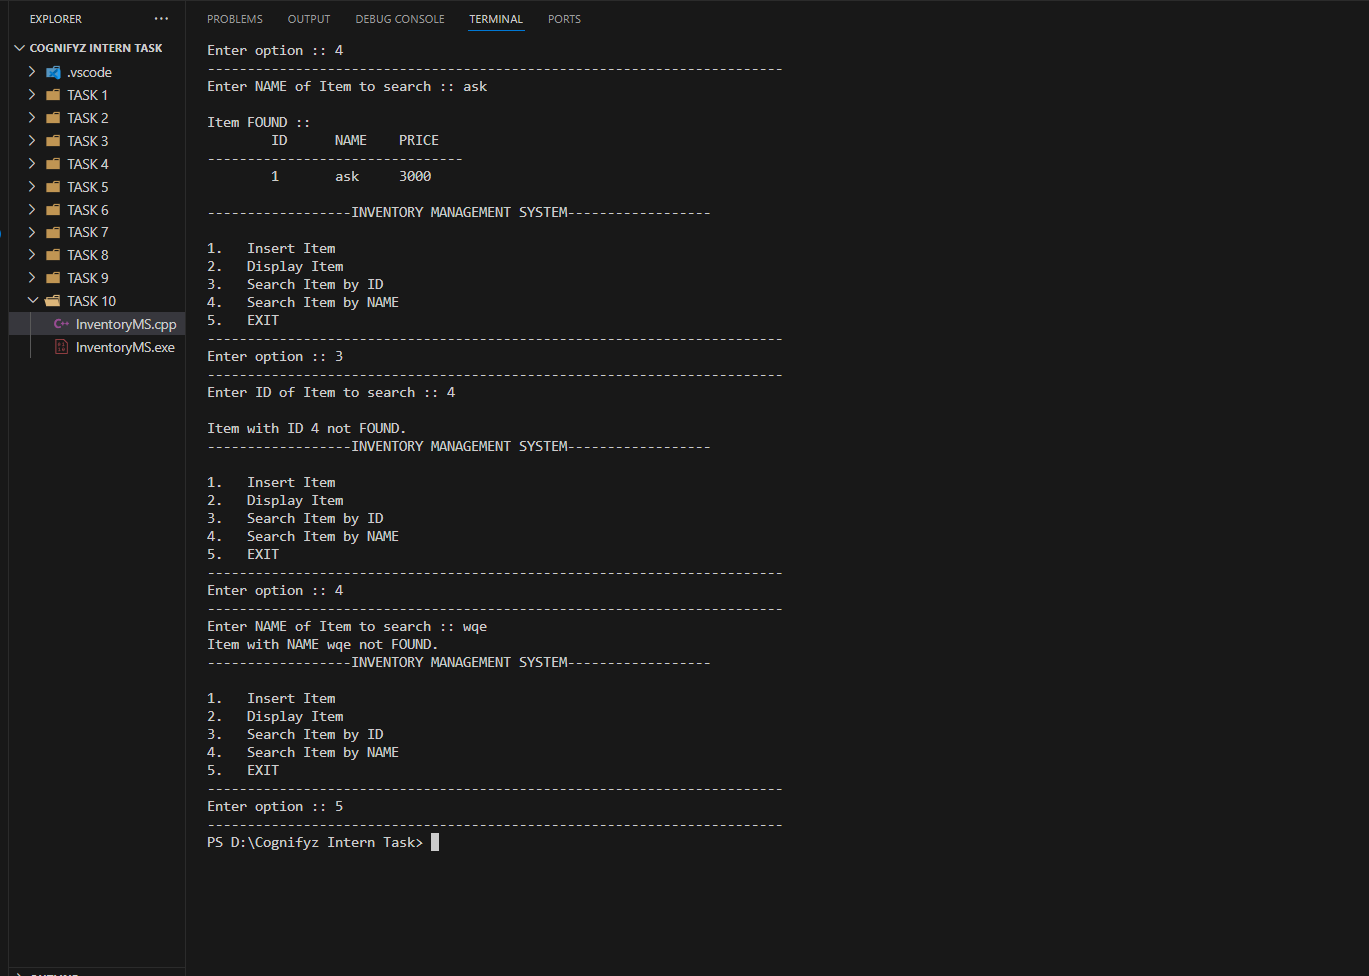 EXPLORER ...
COGNIFYZ INTERN TASK
.vscode
TASK 1
TASK 2
TASK 3
TASK 4
TASK 5
TASK 6
TASK 7
TASK 8
TASK 9
TASK 10
C++ InventoryMS.cpp
InventoryMS.exe
OUTLINE
PROBLEMS OUTPUT DEBUG CONSOLE TERMINAL PORTS
Enter option :: 4
------------------------------------------------------------------------
Enter NAME of Item to search :: ask
Item FOUND ::
ID NAME PRICE
--------------------------------
1 ask 3000
------------------INVENTORY MANAGEMENT SYSTEM------------------
1. Insert Item
2. Display Item
3. Search Item by ID
4. Search Item by NAME
5. EXIT
------------------------------------------------------------------------
Enter option :: 3
------------------------------------------------------------------------
Enter ID of Item to search :: 4
Item with ID 4 not FOUND.
------------------INVENTORY MANAGEMENT SYSTEM------------------
1. Insert Item
2. Display Item
3. Search Item by ID
4. Search Item by NAME
5. EXIT
------------------------------------------------------------------------
Enter option :: 4
------------------------------------------------------------------------
Enter NAME of Item to search :: wqe
Item with NAME wqe not FOUND.
------------------INVENTORY MANAGEMENT SYSTEM------------------
1. Insert Item
2. Display Item
3. Search Item by ID
4. Search Item by NAME
5. EXIT
------------------------------------------------------------------------
Enter option :: 5
------------------------------------------------------------------------
PS D:\Cognifyz Intern Task>